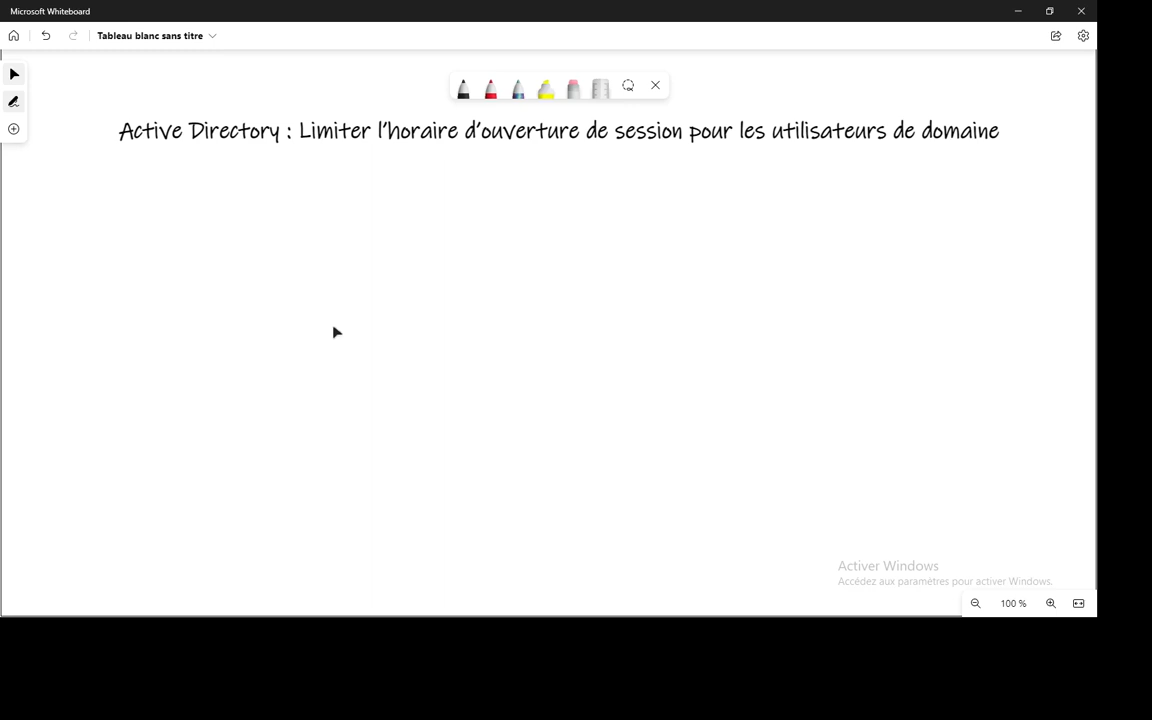 Microsoft Whiteboard
Tableau blanc sans titre
Active Directory : Limiter l'horaire d'ouverture de session pour les utilisateurs de domaine
Activer Windows
Accédez aux paramètres pour activer Windows.
100 %